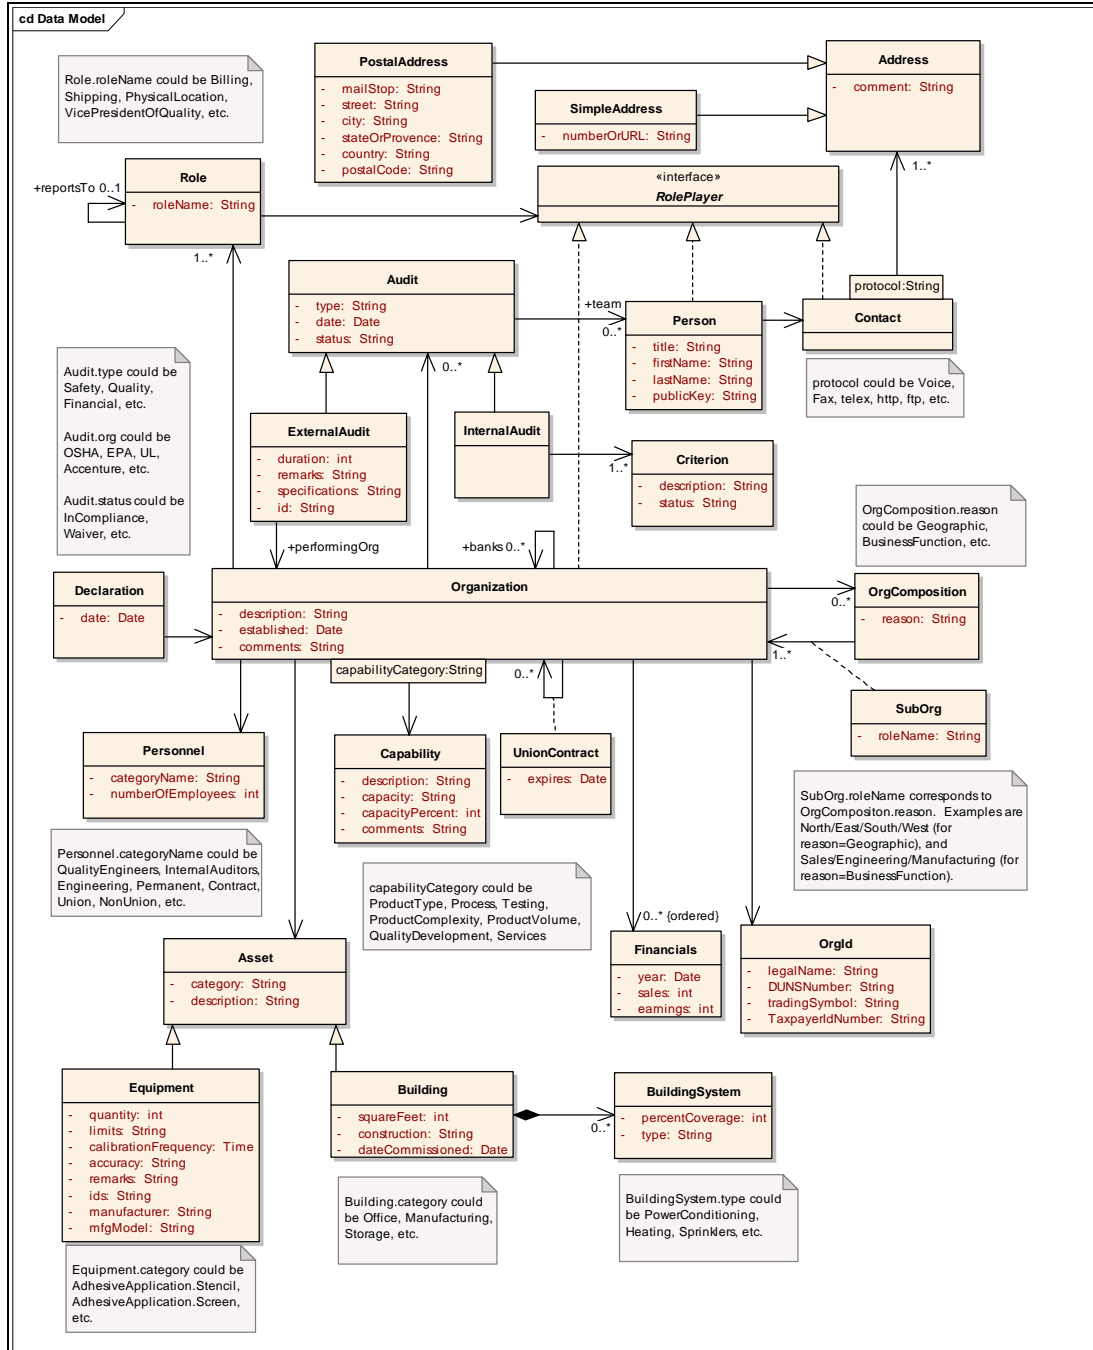 cd Data Model
Role.roleName could be Billing,
Shipping, PhysicalLocation,
VicePresidentOfQuality, etc.
PostalAddress
- mailStop: String
- street: String
- city: String
- stateOrProvence: String
- country: String
- postalCode: String
SimpleAddress
- numberOrURL: String
Address
- comment: String
1..*
+reportsTo 0..1
Role
- roleName: String
1..*
«interface»
RolePlayer
Audit
- type: String
- date: Date
- status: String
0..*
+team
0..*
Person
- title: String
- firstName: String
- lastName: String
- publicKey: String
protocol:String
Contact
protocol could be Voice,
Fax, telex, http, ftp, etc.
Audit.type could be
Safety, Quality,
Financial, etc.
Audit.org could be
OSHA, EPA, UL,
Accenture, etc.
Audit.status could be
InCompliance,
Waiver, etc.
ExternalAudit
- duration: int
- remarks: String
- specifications: String
- id: String
InternalAudit
1..*
Criterion
- description: String
- status: String
OrgComposition.reason
could be Geographic,
BusinessFunction, etc.
+performingOrg
+banks 0..*
Declaration
- date: Date
Organization
- description: String
- established: Date
- comments: String
0..*
OrgComposition
- reason: String
1..*
capabilityCategory:String
0..*
SubOrg
- roleName: String
Personnel
- categoryName: String
- numberOfEmployees: int
Capability
- description: String
- capacity: String
- capacityPercent: int
- comments: String
UnionContract
- expires: Date
SubOrg.roleName corresponds to
OrgCompositon.reason. Examples are
North/East/South/West (for
reason=Geographic), and
Sales/Engineering/Manufacturing (for
reason=BusinessFunction).
Personnel.categoryName could be
QualityEngineers, InternalAuditors,
Engineering, Permanent, Contract,
Union, NonUnion, etc.
capabilityCategory could be
ProductType, Process, Testing,
ProductComplexity, ProductVolume,
QualityDevelopment, Services
0..* {ordered}
Asset
- category: String
- description: String
Financials
- year: Date
- sales: int
- earnings: int
OrgId
- legalName: String
- DUNSNumber: String
- tradingSymbol: String
- TaxpayerIdNumber: String
Equipment
- quantity: int
- limits: String
- calibrationFrequency: Time
- accuracy: String
- remarks: String
- ids: String
- manufacturer: String
- mfgModel: String
Building
- squareFeet: int
- construction: String
- dateCommissioned: Date
0..*
BuildingSystem
- percentCoverage: int
- type: String
Building.category could
be Office, Manufacturing,
Storage, etc.
BuildingSystem.type could
be PowerConditioning,
Heating, Sprinklers, etc.
Equipment.category could be
AdhesiveApplication.Stencil,
AdhesiveApplication.Screen,
etc.